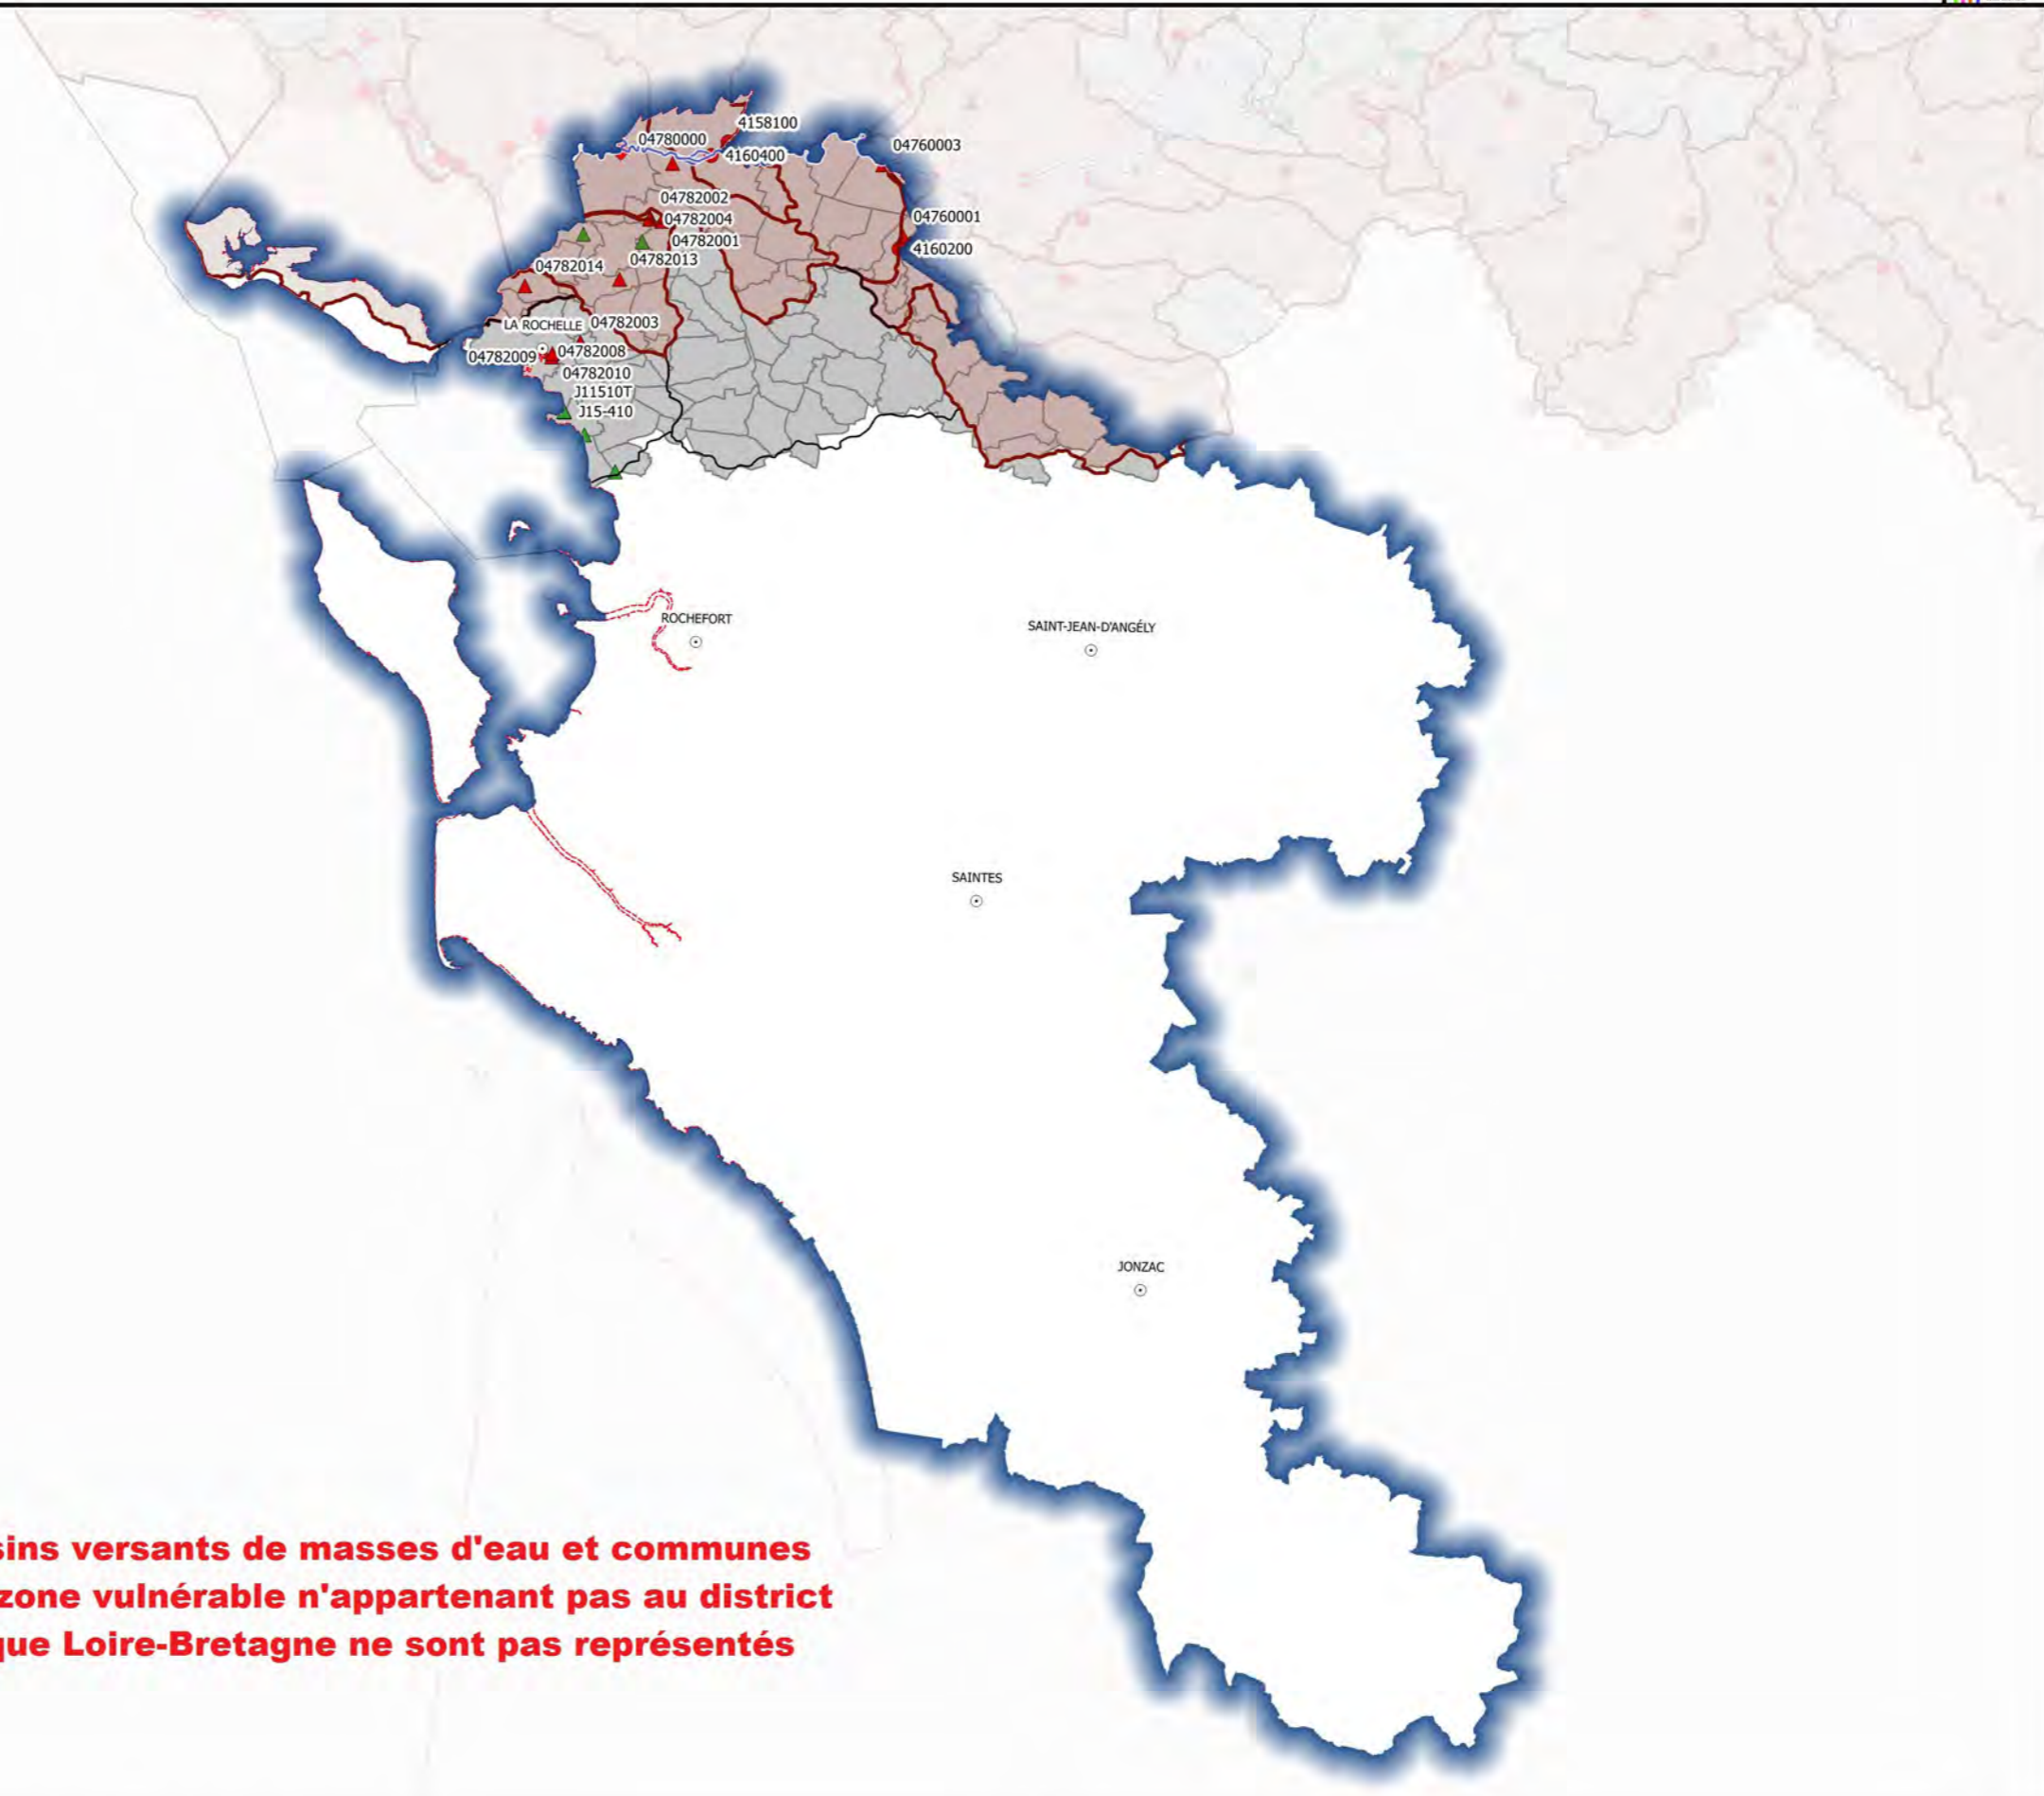 4158100
04780000
04760003
4160400
04782002
04760001
04782004
04782001
4160200
04782013
04782014
LA ROCHELLE
04782003
04782008
04782009
04782010
J11510T
J15-410
ROCHEFORT
SAINT-JEAN-D'ANGÉLY
SAINTES
JONZAC
sins versants de masses d'eau et communes
zone vulnérable n'appartenant pas au district
que Loire-Bretagne ne sont pas représentés